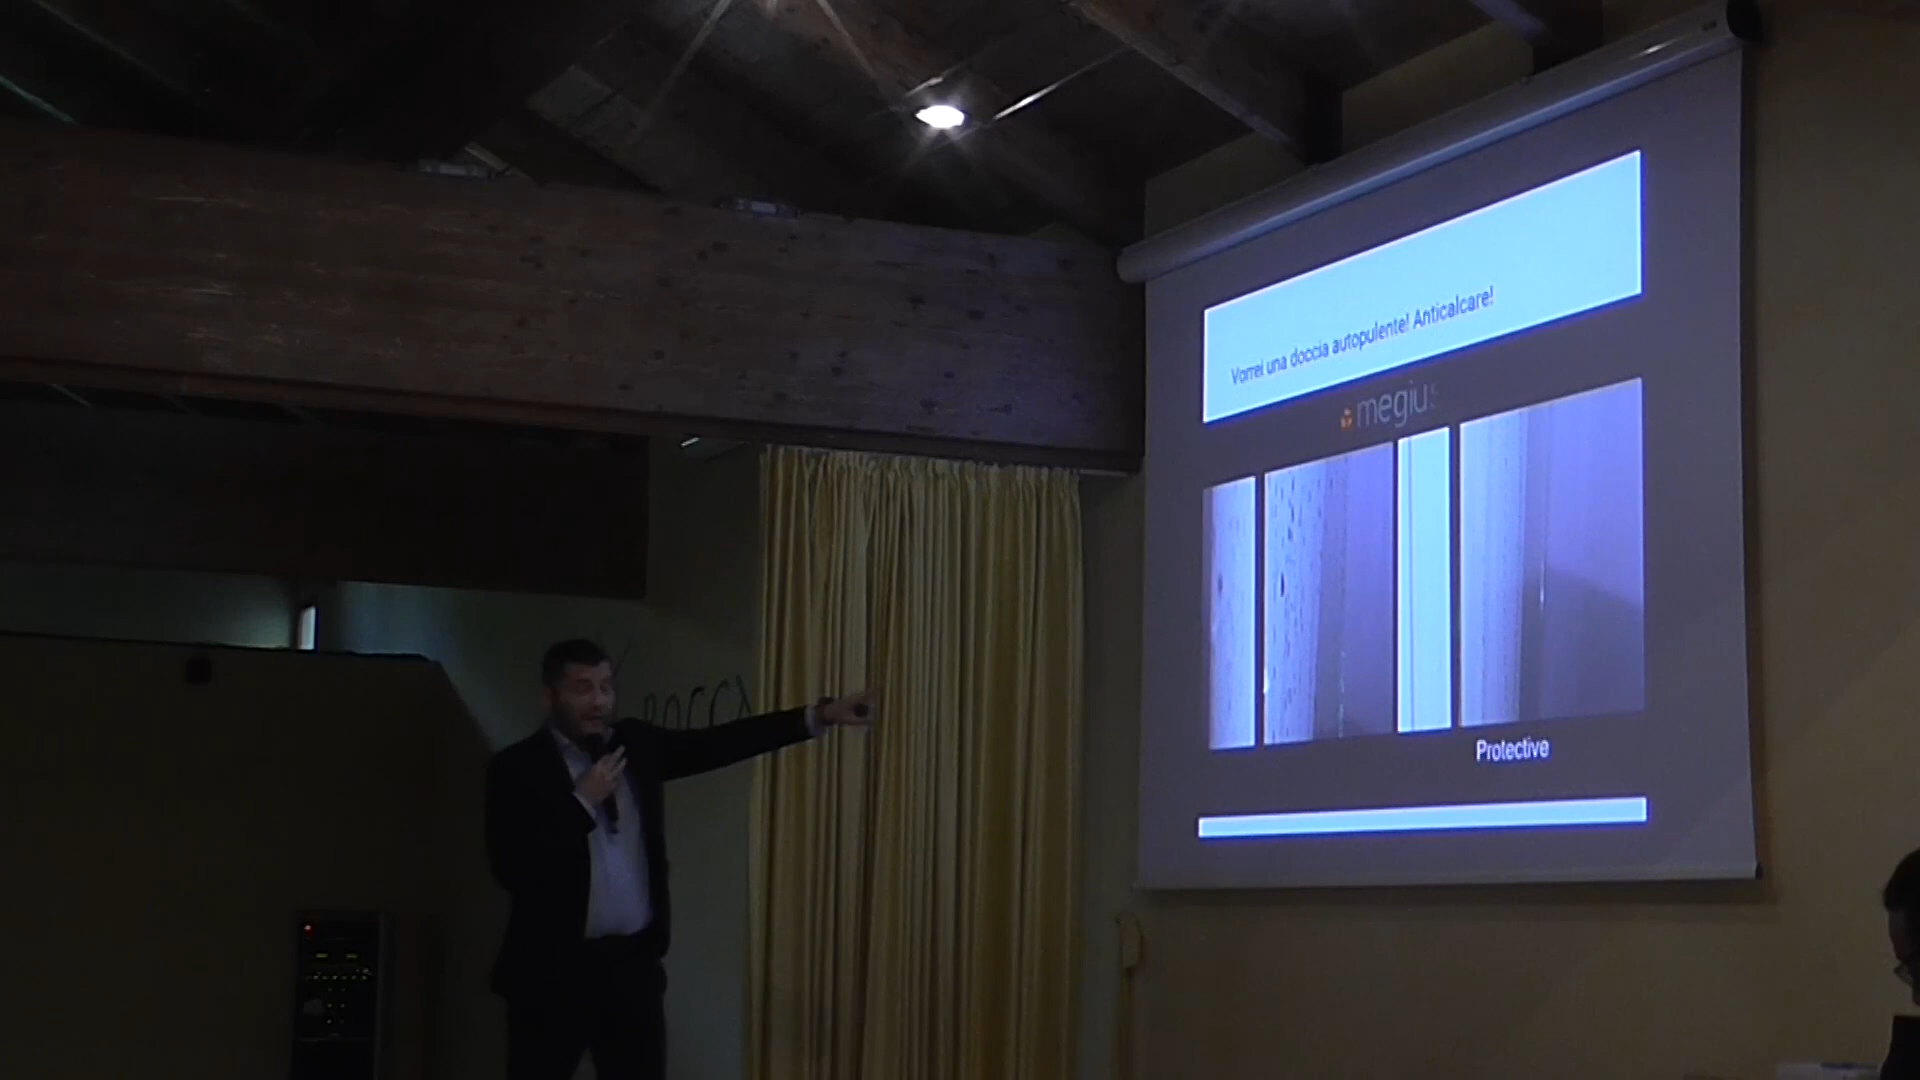 Vorrei una doccia autopulente! Anticalcare!
megius
Protective